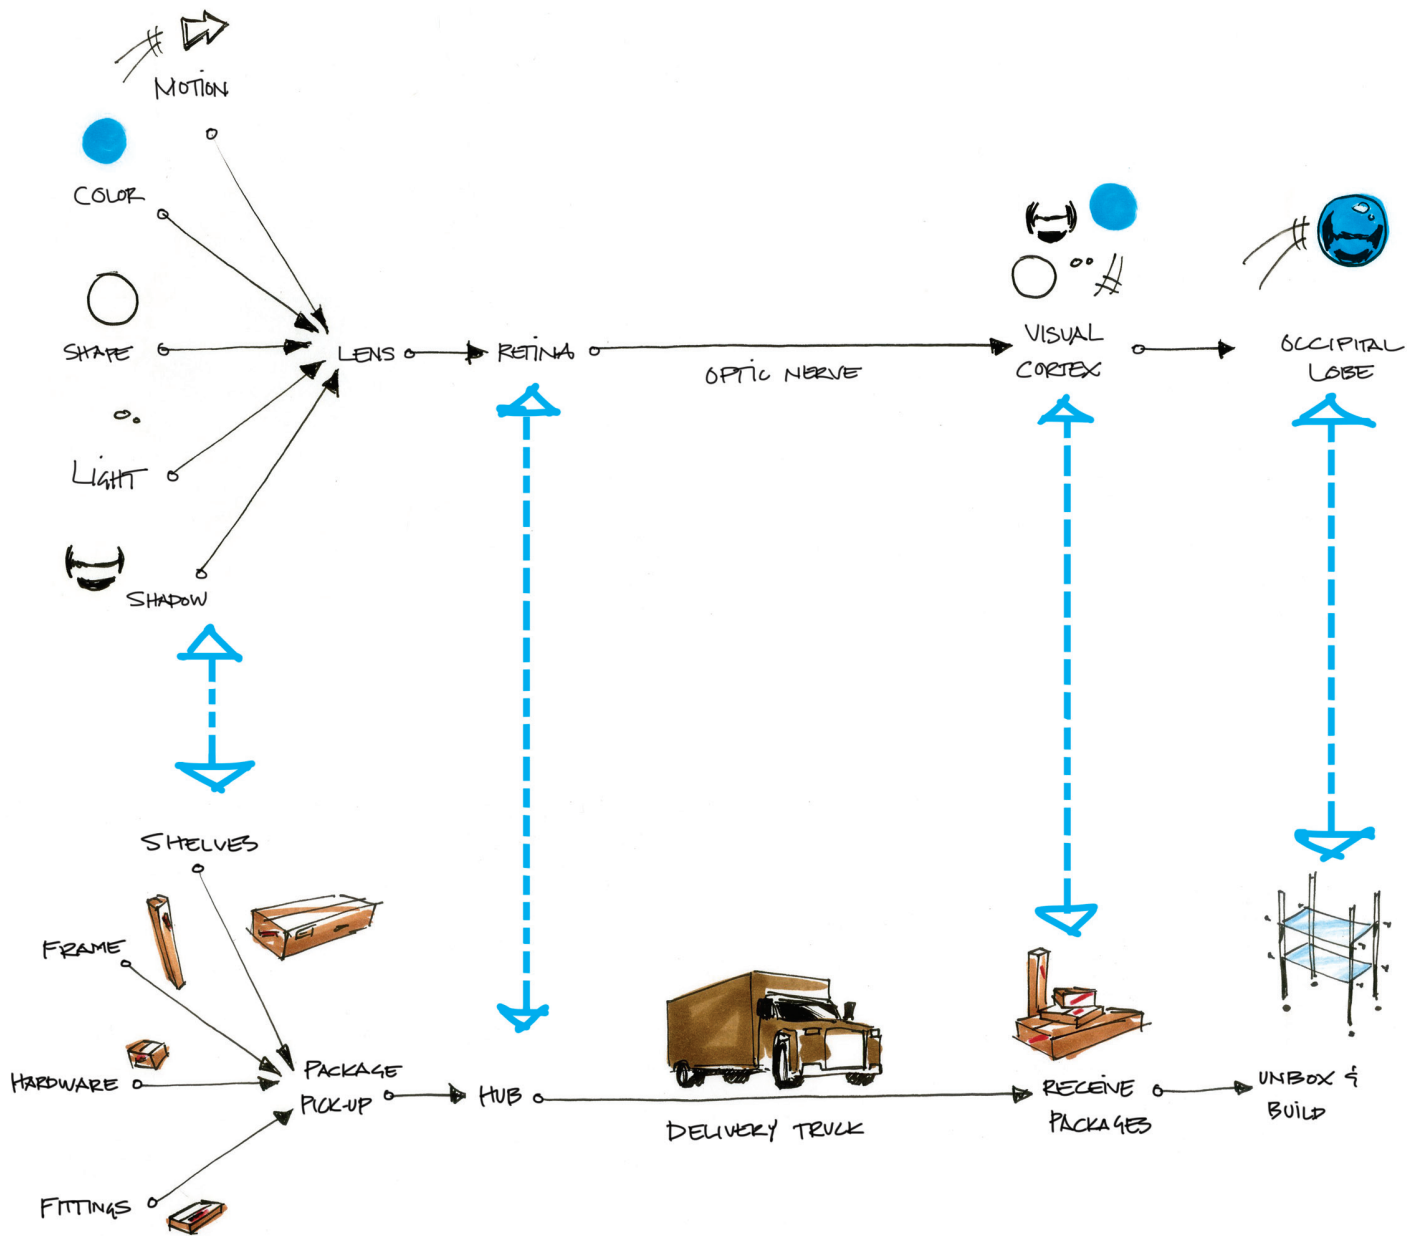 MOTION
COLOR
SHAPE
LIGHT
SHADOW
LENS
RETINA
OPTIC NERVE
VISUAL
CORTEX
OCCIPITAL
LOBE
SHELVES
FRAME
HARDWARE
FITTINGS
PACKAGE
PICK-UP
HUB
DELIVERY TRUCK
RECEIVE
PACKAGES
UNBOX &
BUILD